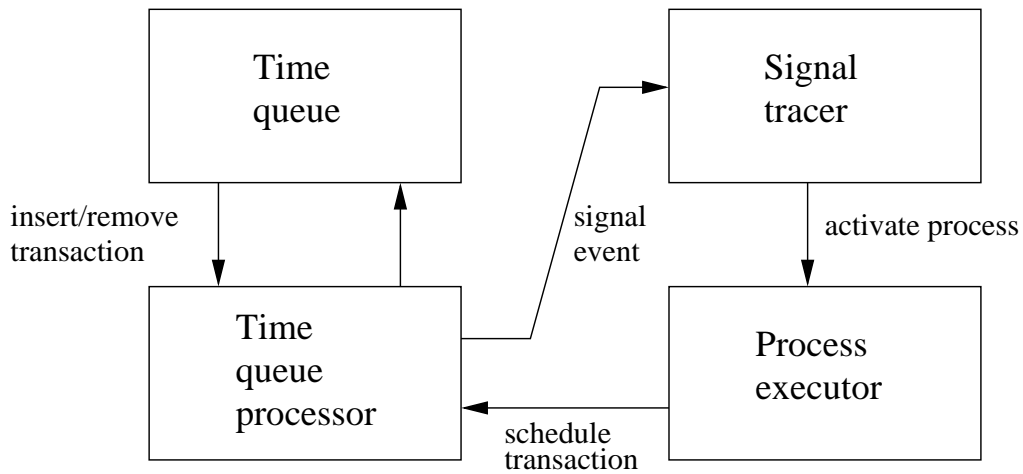 Time
queue
Signal
tracer
insert/remove
transaction
signal
event
activate process
Time
queue
processor
Process
executor
schedule
transaction